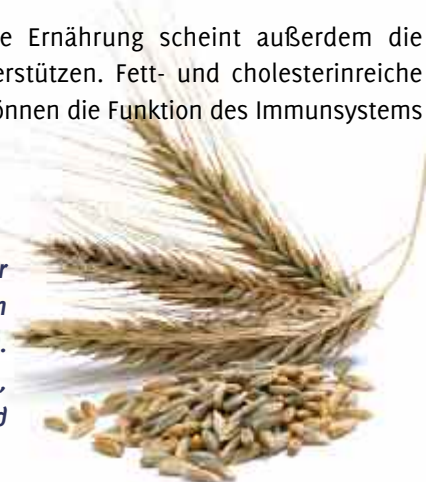 e Ernährung scheint außerdem die
erstützen. Fett- und cholesterinreiche
önnen die Funktion des Immunsystems
r
n
.
,
d